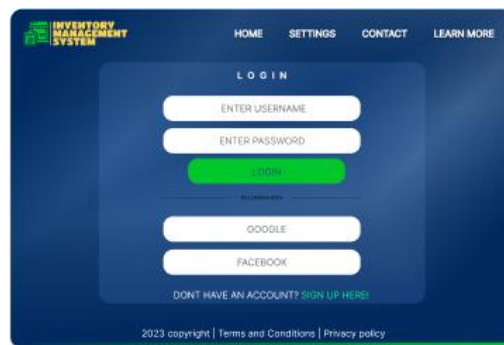 INVENTORY
MANAGEMENT
SYSTEM
HOME SETTINGS CONTACT LEARN MORE
LOGIN
ENTER USERNAME
ENTER PASSWORD
LOGIN
GOOGLE
FACEBOOK
DONT HAVE AN ACCOUNT? SIGN UP HERE!
2023 copyright | Terms and Conditions | Privacy policy